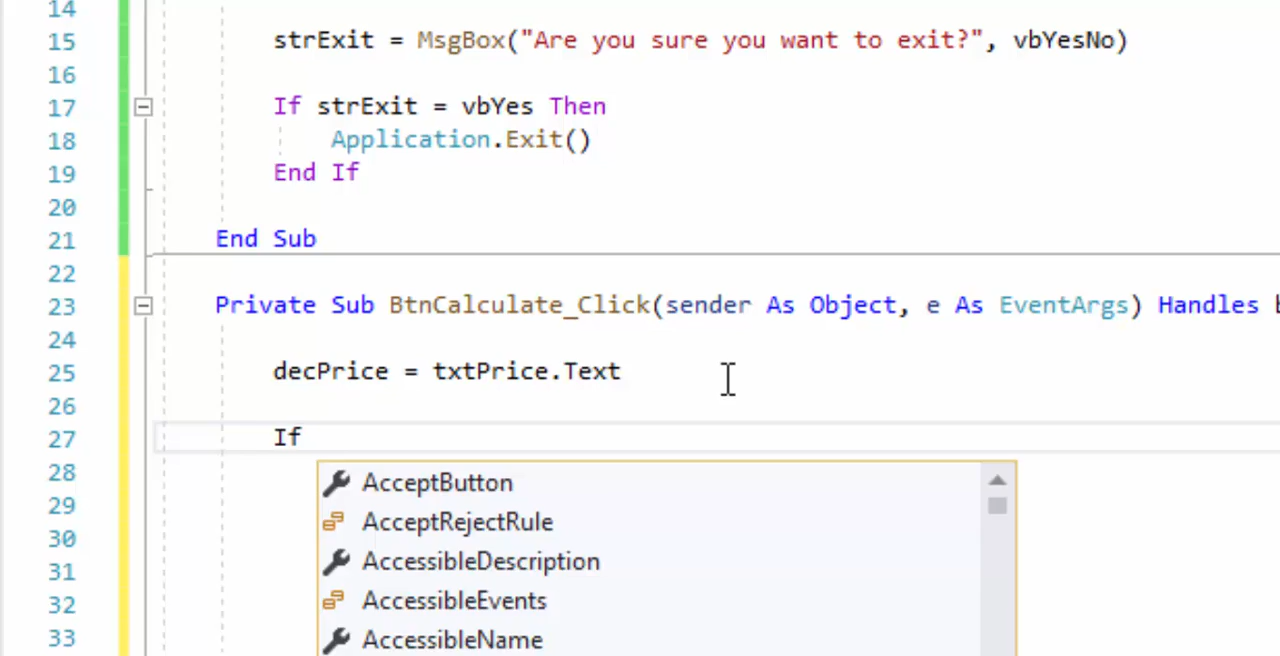 14
15 strExit = MsgBox("Are you sure you want to exit?", vbYesNo)
16
17 If strExit = vbYes Then
18 Application.Exit()
19 End If
20
21 End Sub
22
23 Private Sub BtnCalculate_Click(sender As Object, e As EventArgs) Handles
24
25 decPrice = txtPrice.Text
26
27 If
28 AcceptButton
29 AcceptRejectRule
30
31 AccessibleDescription
32 AccessibleEvents
33 AccessibleName